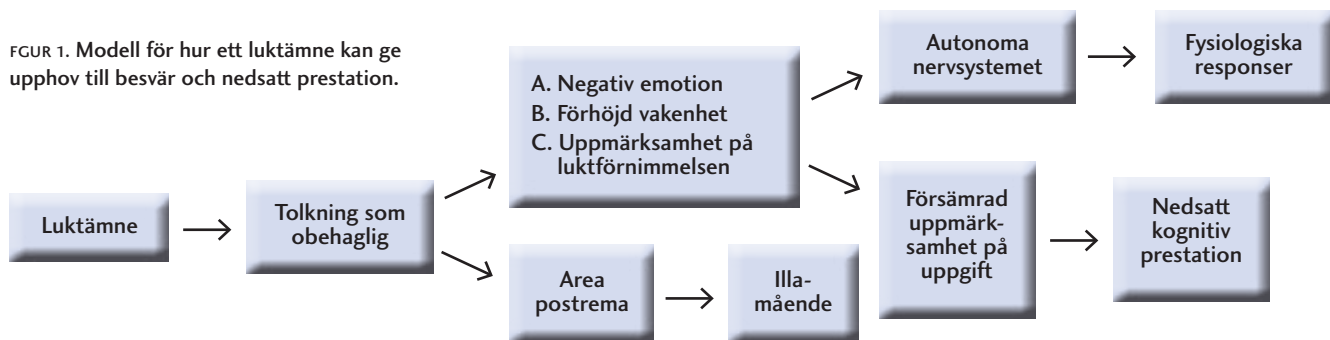 FGUR 1. Modell för hur ett luktämne kan ge
upphov till besvär och nedsatt prestation.
Luktämne
Tolkning som
obehaglig
A. Negativ emotion
B. Förhöjd vakenhet
C. Uppmärksamhet på
luktförnimmelsen
Autonoma
nervsystemet
Fysiologiska
responser
Försämrad
uppmärk-
samhet på
uppgift
Nedsatt
kognitiv
prestation
Area
postrema
Illa-
mående